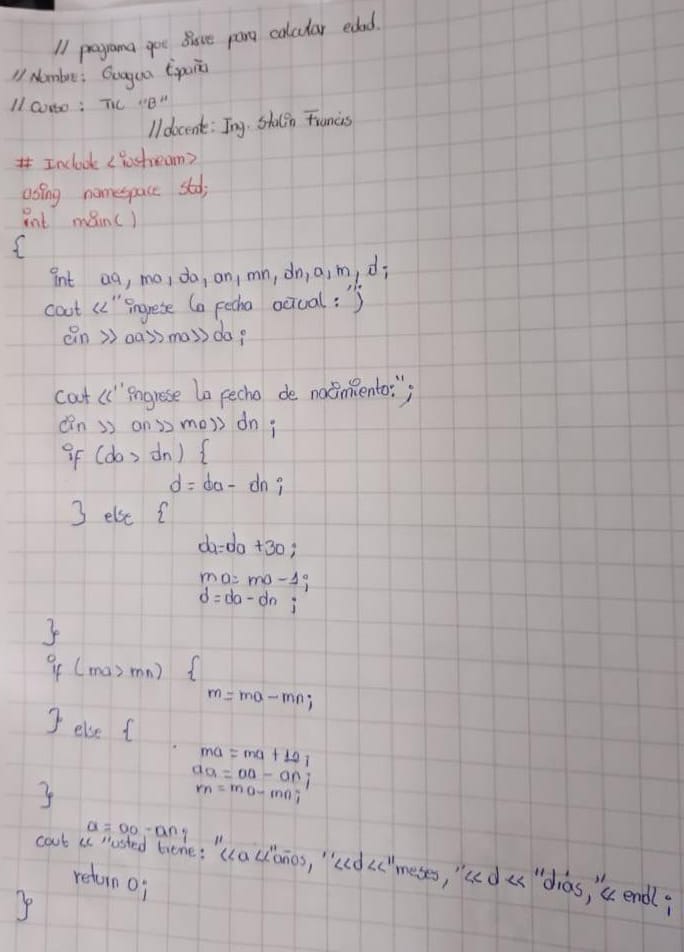 // programa que sirve para calcular edad.
// Nombre: Guagua España
// Curso: TIC "B"
//docente: Ing. Stalin Francis
# Include <iostream>
using namespace std;
int main()
{
int aa, ma, da, an, mn, dn, a, m, d;
cout << "ingrese la fecha actual: ";
cin >> aa>>ma>>da;
cout <<"ingrese la fecha de nacimiento:";
cin >> an>>ma>> dn;
if (da> dn) {
d = da - dn;
} else {
da=da +30;
ma= ma -1;
d = da - dn;
}
if (ma> mn) {
m = ma - mn;
} else {
ma = ma + 12;
aa = aa - an;
m = ma - mn;
}
a = aa - an;
cout << "usted tiene: "<<a<<"años, "<<d<<"meses, "<<d<< "días,"<< endl;
return 0;
}